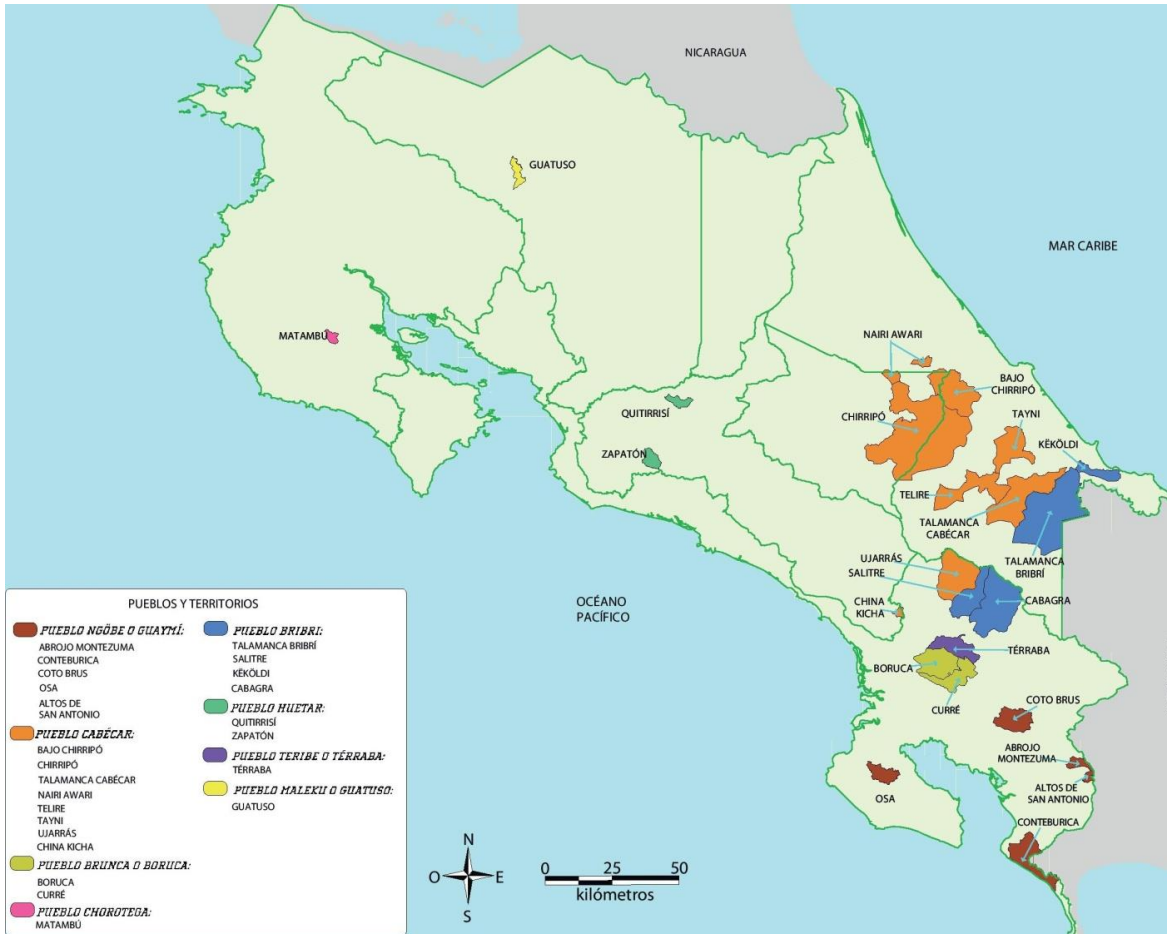 NICARAGUA
GUATUSO
MAR CARIBE
MATAMBÚ
NAIRI AWARI
BAJO
CHIRRIPÓ
QUITIRRISÍ
CHIRRIPÓ
TAYNI
ZAPATÓN
KËKÖLDI
TELIRE
TALAMANCA
CABÉCAR
UJARRÁS
TALAMANCA
BRIBRÍ
SALITRE
CHINA
KICHA
CABAGRA
OCÉANO
PACÍFICO
TÉRRABA
BORUCA
CURRÉ
COTO BRUS
ABROJO
MONTEZUMA
OSA
ALTOS DE
SAN ANTONIO
CONTEBURICA
PUEBLOS Y TERRITORIOS
PUEBLO NGÖBE O GUAYMÍ:
ABROJO MONTEZUMA
CONTEBURICA
COTO BRUS
OSA
ALTOS DE
SAN ANTONIO
PUEBLO CABÉCAR:
BAJO CHIRRIPÓ
CHIRRIPÓ
TALAMANCA CABÉCAR
NAIRI AWARI
TELIRE
TAYNI
UJARRÁS
CHINA KICHA
PUEBLO BRUNCA O BORUCA:
BORUCA
CURRÉ
PUEBLO CHOROTEGA:
MATAMBÚ
PUEBLO BRIBRI:
TALAMANCA BRIBRÍ
SALITRE
KËKÖLDI
CABAGRA
PUEBLO HUETAR:
QUITIRRISÍ
ZAPATÓN
PUEBLO TERIBE O TÉRRABA:
TÉRRABA
PUEBLO MALEKU O GUATUSO:
GUATUSO
N
O
E
S
0 25 50
kilómetros